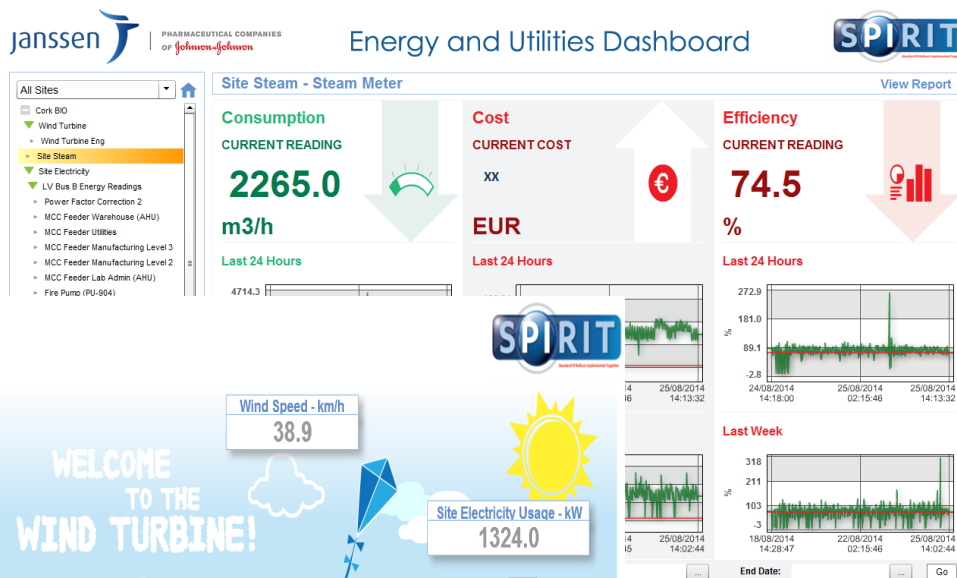 janssen
PHARMACEUTICAL COMPANIES
OF Johnson & Johnson
Energy and Utilities Dashboard
SPIRIT
All Sites
Cork BIO
Wind Turbine
Wind Turbine Eng
Site Steam
Site Electricity
LV Bus B Energy Readings
Power Factor Correction 2
MCC Feeder Warehouse (AHU)
MCC Feeder Utilities
MCC Feeder Manufacturing Level 3
MCC Feeder Manufacturing Level 2
MCC Feeder Lab Admin (AHU)
Fire Pump (PU-904)
Site Steam - Steam Meter
View Report
Consumption
CURRENT READING
2265.0
m3/h
Last 24 Hours
4714.3
Cost
CURRENT COST
XX
€
EUR
Last 24 Hours
Efficiency
CURRENT READING
74.5
%
Last 24 Hours
272.9
181.0
89.1
-2.8
%
24/08/2014
14:18:00
25/08/2014
02:15:46
25/08/2014
14:13:32
25/08/2014
14:13:32
Last Week
318
211
103
-3
%
18/08/2014
14:28:47
22/08/2014
02:15:46
25/08/2014
14:02:44
25/08/2014
14:02:44
... End Date: ... Go
SPIRIT
Wind Speed - km/h
38.9
WELCOME
TO THE
WIND TURBINE!
Site Electricity Usage - kW
1324.0